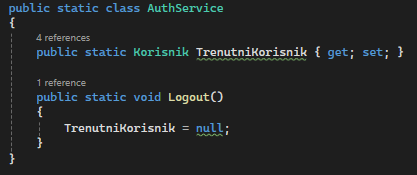 public static class AuthService
{
4 references
public static Korisnik TrenutniKorisnik { get; set; }
1 reference
public static void Logout()
{
TrenutniKorisnik = null;
}
}